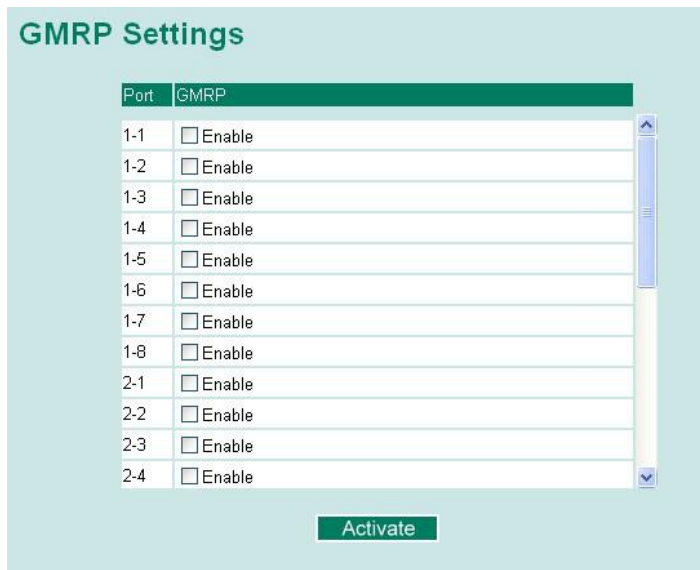 GMRP Settings
Port GMRP
1-1 Enable
1-2 Enable
1-3 Enable
1-4 Enable
1-5 Enable
1-6 Enable
1-7 Enable
1-8 Enable
2-1 Enable
2-2 Enable
2-3 Enable
2-4 Enable
Activate